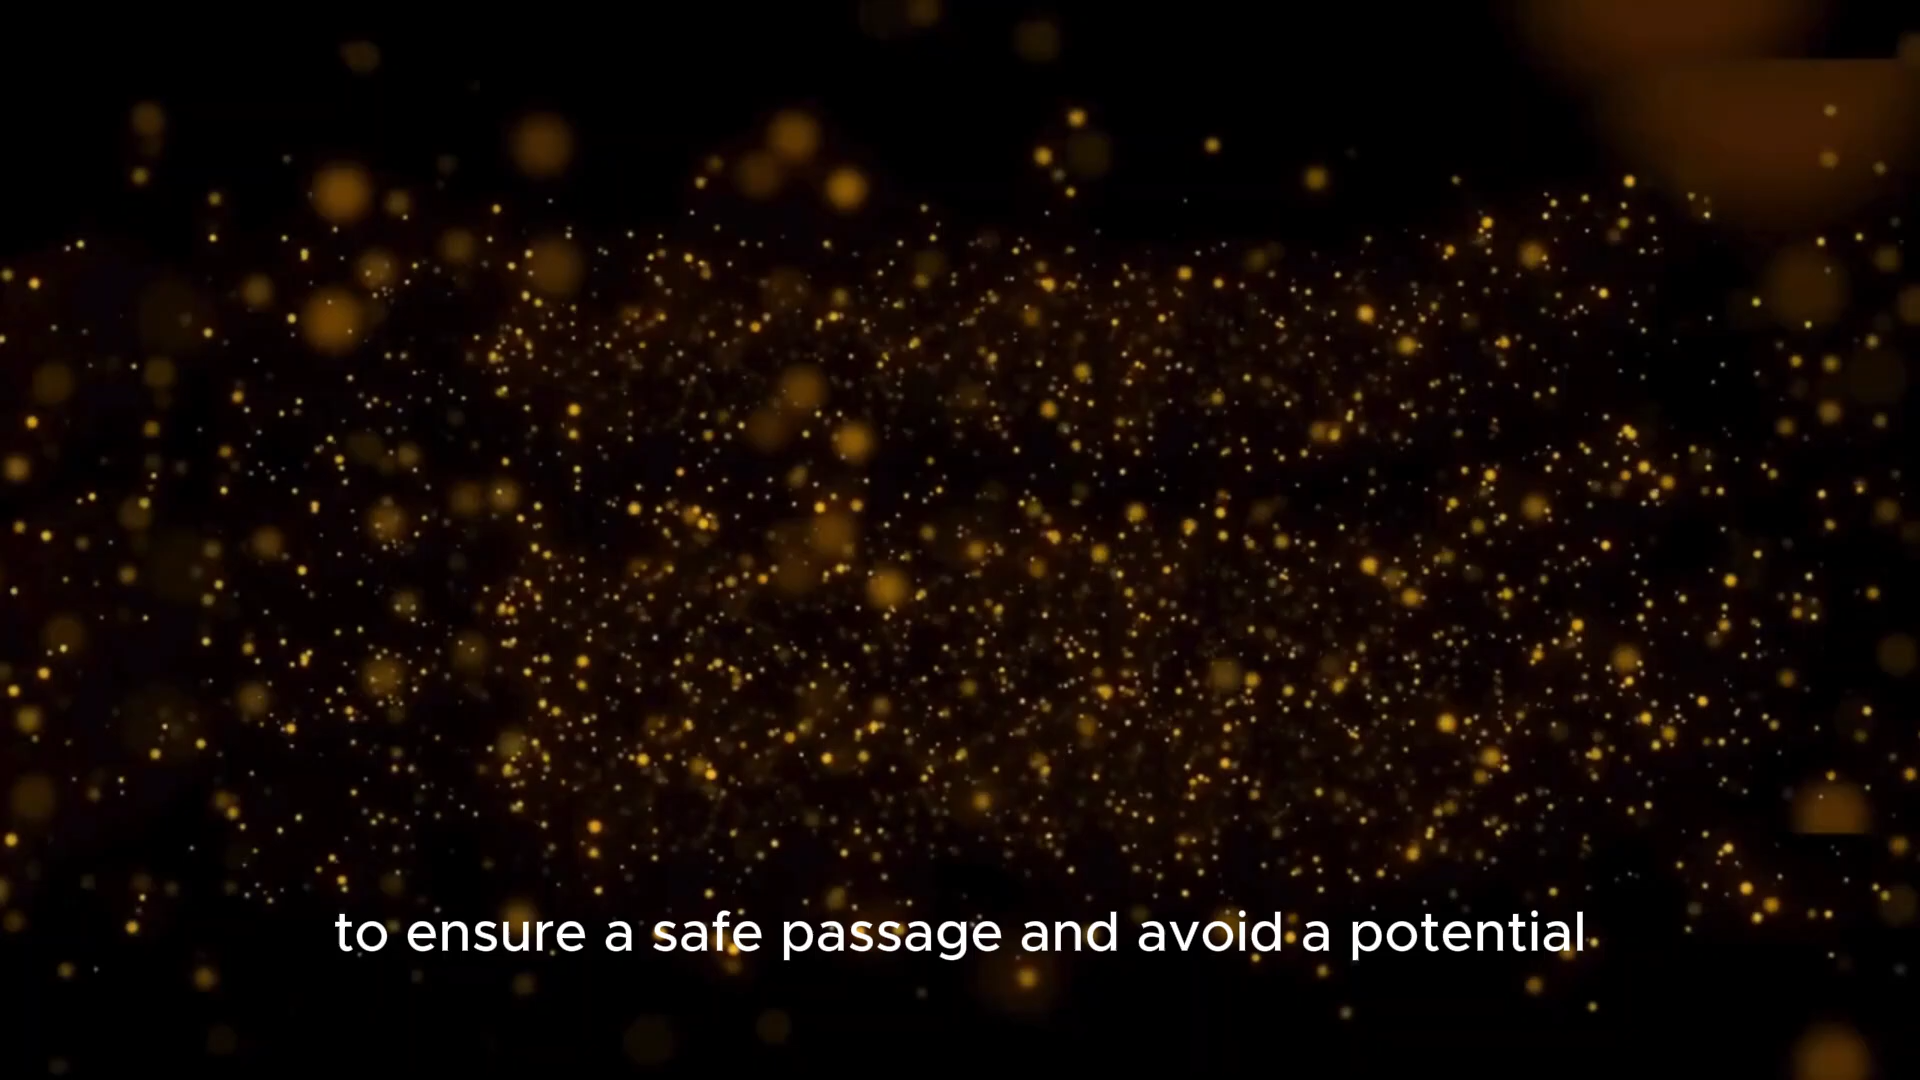 to ensure a safe passage and avoid a potential